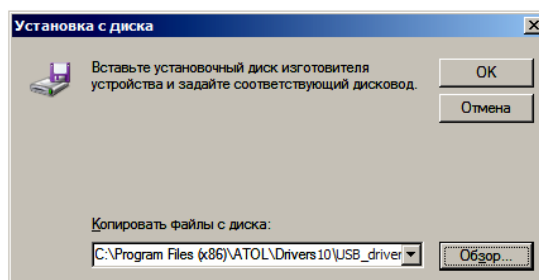 Установка с диска
Вставьте установочный диск изготовителя
устройства и задайте соответствующий дисковод.
OK
Отмена
Копировать файлы с диска:
C:\Program Files (x86)\ATOL\Drivers10\USB_driver
Обзор...